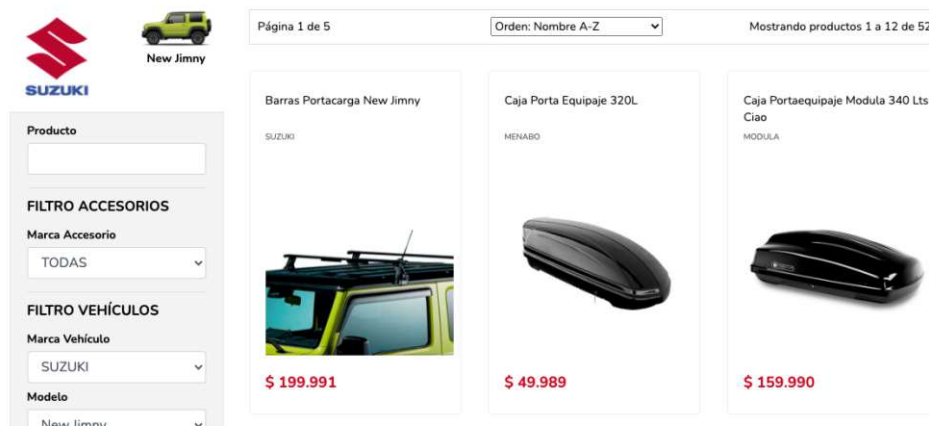 SUZUKI
New Jimny
Producto
FILTRO ACCESORIOS
Marca Accesorio
TODAS
FILTRO VEHÍCULOS
Marca Vehículo
SUZUKI
Modelo
New Jimny
Página 1 de 5
Orden: Nombre A-Z
Mostrando productos 1 a 12 de 52
Barras Portacarga New Jimny
SUZUKI
$ 199.991
Caja Porta Equipaje 320L
MENABO
$ 49.989
Caja Portaequipaje Modula 340 Lts
Ciao
MODULA
$ 159.990